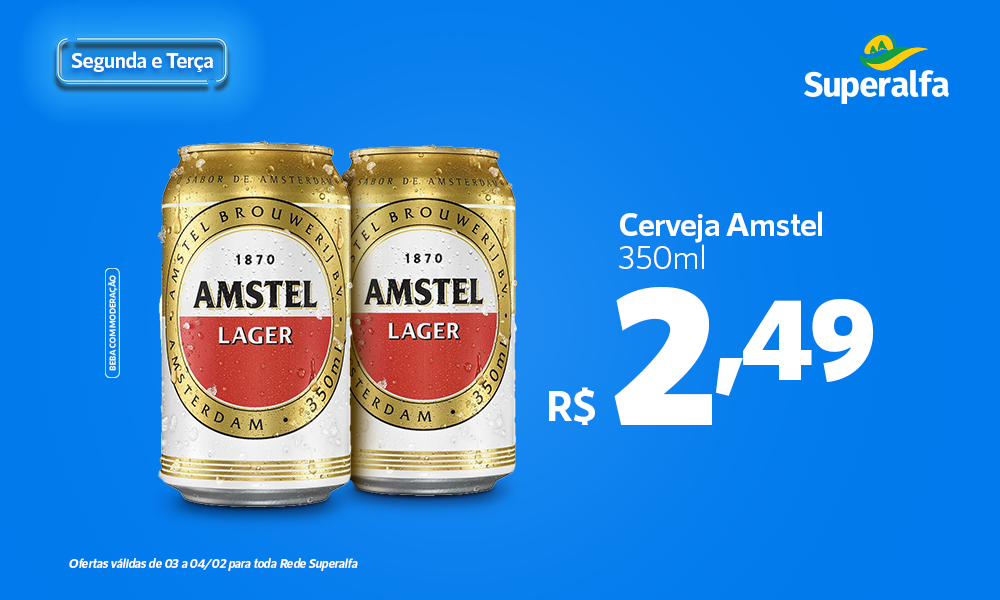 Segunda e Terça
Superalfa
SABOR DE AMSTERDAM
AMSTEL BROUWERIJ BV.
1870
AMSTEL
LAGER
AMSTERDAM • 350ml
SABOR DE AMSTERDAM
AMSTEL BROUWERIJ BV.
1870
AMSTEL
LAGER
AMSTERDAM • 350ml
BEBA COM MODERAÇÃO
Cerveja Amstel
350ml
R$ 2,49
Ofertas válidas de 03 a 04/02 para toda Rede Superalfa